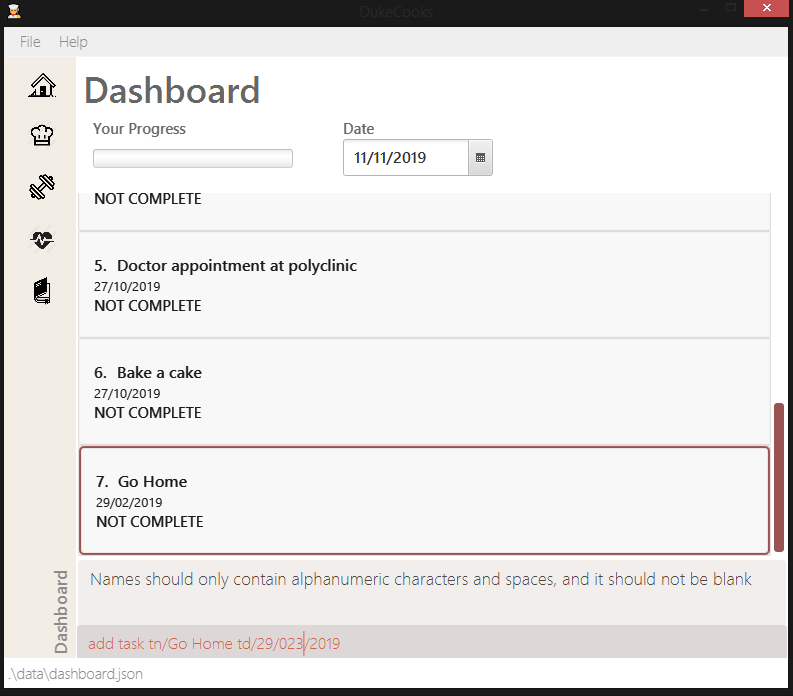 DukeCooks
File Help
Dashboard
Your Progress
Date
11/11/2019
NOT COMPLETE
5. Doctor appointment at polyclinic
27/10/2019
NOT COMPLETE
6. Bake a cake
27/10/2019
NOT COMPLETE
7. Go Home
29/02/2019
NOT COMPLETE
Dashboard
Names should only contain alphanumeric characters and spaces, and it should not be blank
add task tn/Go Home td/29/023/2019
.\data\dashboard.json